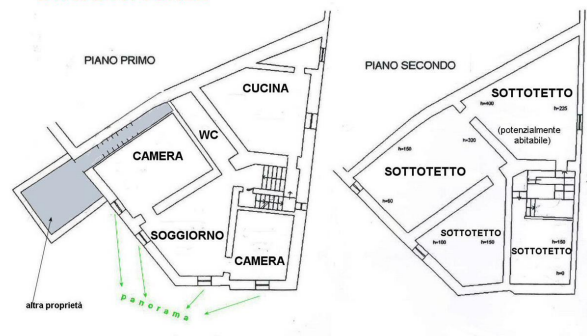 PIANO PRIMO
CUCINA
WC
CAMERA
SOGGIORNO
CAMERA
altra proprietà
panorama
PIANO SECONDO
SOTTOTETTO
h=400
h=225
(potenzialmente
abitabile)
h=320
h=150
SOTTOTETTO
h=50
SOTTOTETTO
h=100
h=150
h=150
SOTTOTETTO
h=0